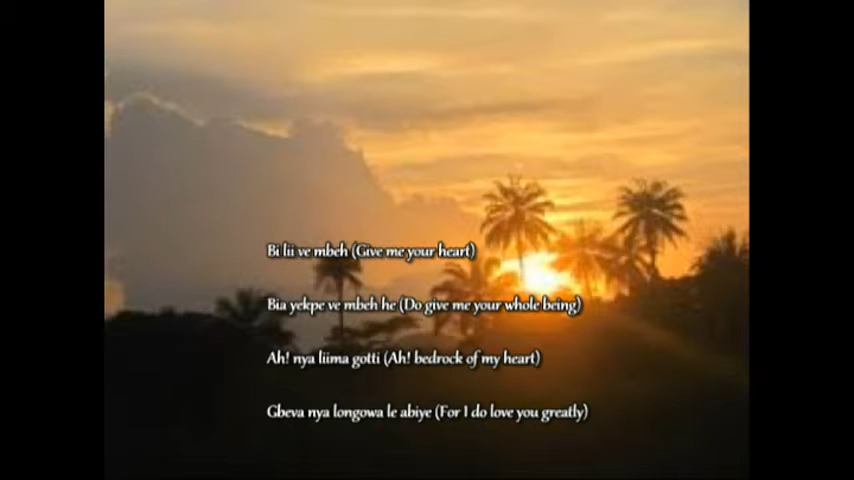 Bi lii ve mbeh (Give me your heart)
Bia yekpe ve mbeh he (Do give me your whole being)
Ah! nya liima gotti (Ah! bedrock of my heart)
Gbeva nya longowa le abiye (For I do love you greatly)